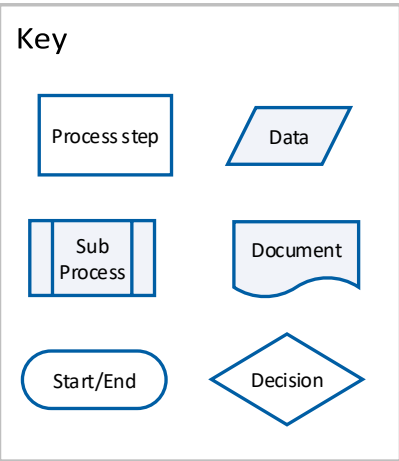 Key
Process step
Data
Sub
Process
Document
Start/End
Decision